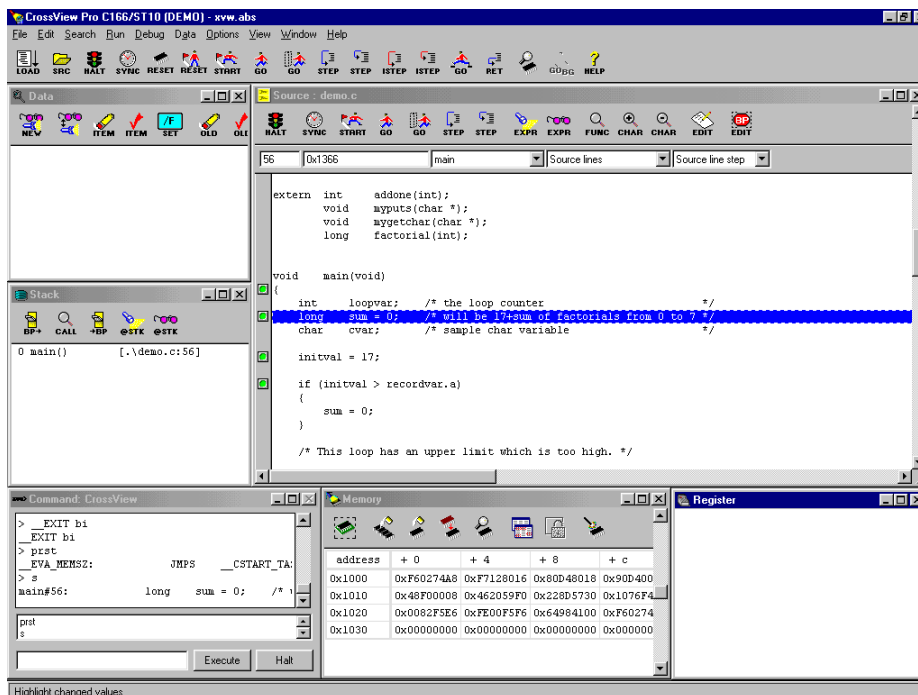 CrossView Pro C166/ST10 (DEMO) - xvw.abs
File Edit Search Run Debug Data Options View Window Help
LOAD SRC HALT SYNC RESET RESET START GO GO STEP STEP ISTEP ISTEP GO RET GOBG HELP
Data
NEW ITEM ITEM SET OLD OLD
/F
Source : demo.c
HALT SYNC START GO GO STEP STEP EXPR EXPR FUNC CHAR CHAR EDIT EDIT
BP
56 0x1366 main Source lines Source line step
extern int addone(int);
void myputs(char *);
void mygetchar(char *);
long factorial(int);
void main(void)
{
int loopvar; /* the loop counter */
long sum = 0; /* will be 17+sum of factorials from 0 to 7 */
char cvar; /* sample char variable */
initval = 17;
if (initval > recordvar.a)
{
sum = 0;
}
/* This loop has an upper limit which is too high. */
Stack
BP→ CALL →BP @STK @STK
0 main() [.\demo.c:56]
Command: CrossView
> __EXIT bi
__EXIT bi
> prst
__EVA_MEMSZ: JMPS __CSTART_TA:
> s
main#56: long sum = 0; /*
prst
s
Execute Halt
Memory
address + 0 + 4 + 8 + c
0x1000 0xF60274A8 0xF7128016 0x80D48018 0x90D400
0x1010 0x48F00008 0x462059F0 0x228D5730 0x1076F4
0x1020 0x0082F5E6 0xFE00F5F6 0x64984100 0xF60274
0x1030 0x00000000 0x00000000 0x00000000 0x000000
Register
Highlight changed values